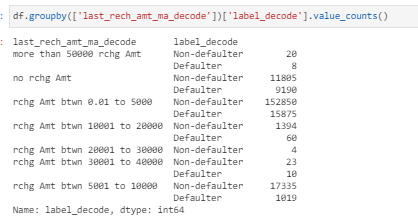 : df.groupby(['last_rech_amt_ma_decode'])['label_decode'].value_counts()
: last_rech_amt_ma_decode label_decode
more than 50000 rchg Amt Non-defaulter 20
Defaulter 8
no rchg Amt Non-defaulter 11805
Defaulter 9190
rchg Amt btwn 0.01 to 5000 Non-defaulter 152850
Defaulter 15875
rchg Amt btwn 10001 to 20000 Non-defaulter 1394
Defaulter 60
rchg Amt btwn 20001 to 30000 Non-defaulter 4
rchg Amt btwn 30001 to 40000 Non-defaulter 23
Defaulter 10
rchg Amt btwn 5001 to 10000 Non-defaulter 17335
Defaulter 1019
Name: label_decode, dtype: int64